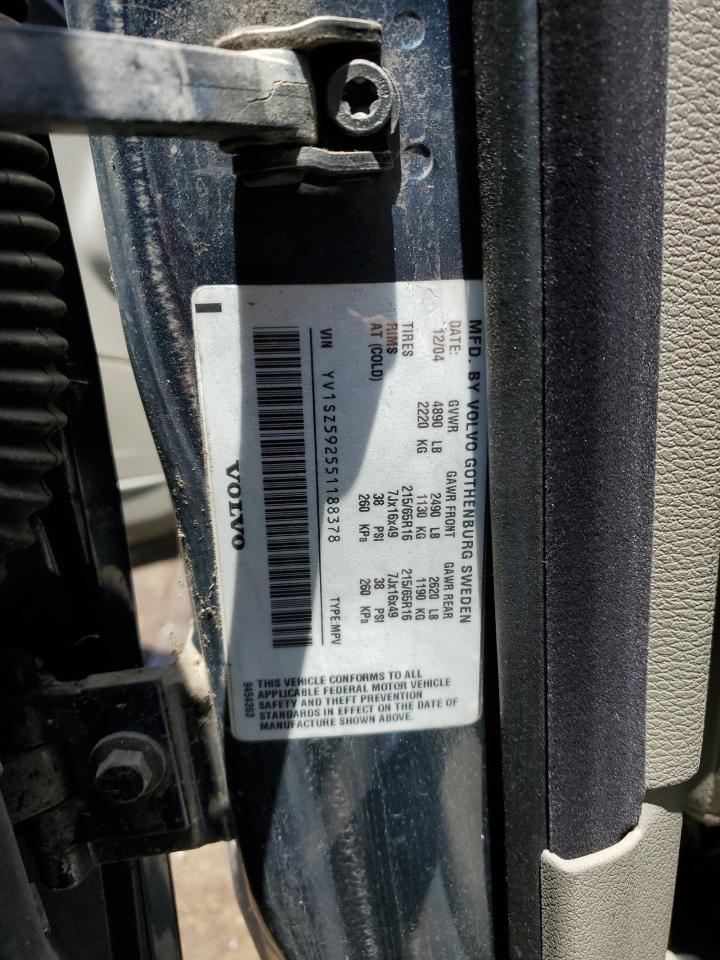 MFD. BY VOLVO GOTHENBURG SWEDEN
DATE: GVWR GAWR FRONT GAWR REAR
12/04 4890 LB 2490 LB 2620 LB
2220 KG 1130 KG 1190 KG
TIRES 215/65R16 215/65R16
RIMS 7Jx16x49 7Jx16x49
AT (COLD) 38 PSI 38 PSI
260 KPa 260 KPa
VIN YV1SZ592551188378 TYPE:MPV
VOLVO
THIS VEHICLE CONFORMS TO ALL
APPLICABLE FEDERAL MOTOR VEHICLE
SAFETY AND THEFT PREVENTION
STANDARDS IN EFFECT ON THE DATE OF
MANUFACTURE SHOWN ABOVE.
9454363